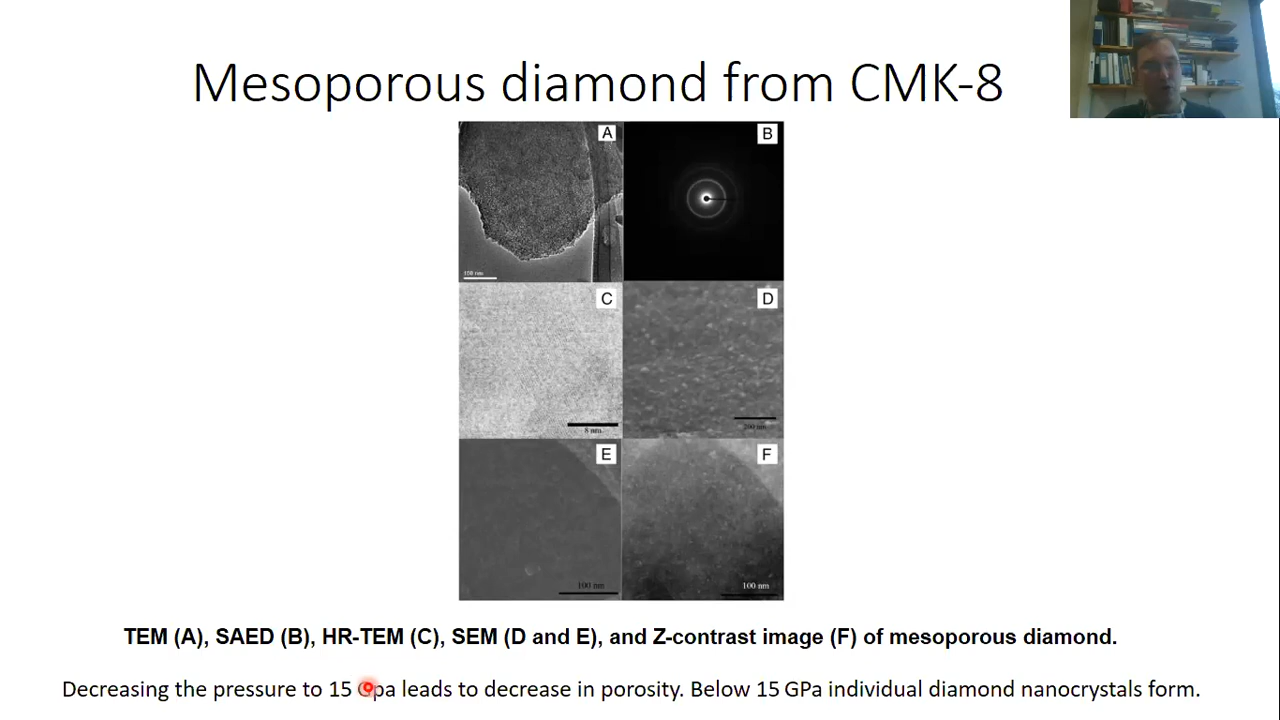 Mesoporous diamond from CMK-8
A
B
C
D
E
F
8 nm
100 nm
100 nm
TEM (A), SAED (B), HR-TEM (C), SEM (D and E), and Z-contrast image (F) of mesoporous diamond.
Decreasing the pressure to 15 Gpa leads to decrease in porosity. Below 15 GPa individual diamond nanocrystals form.